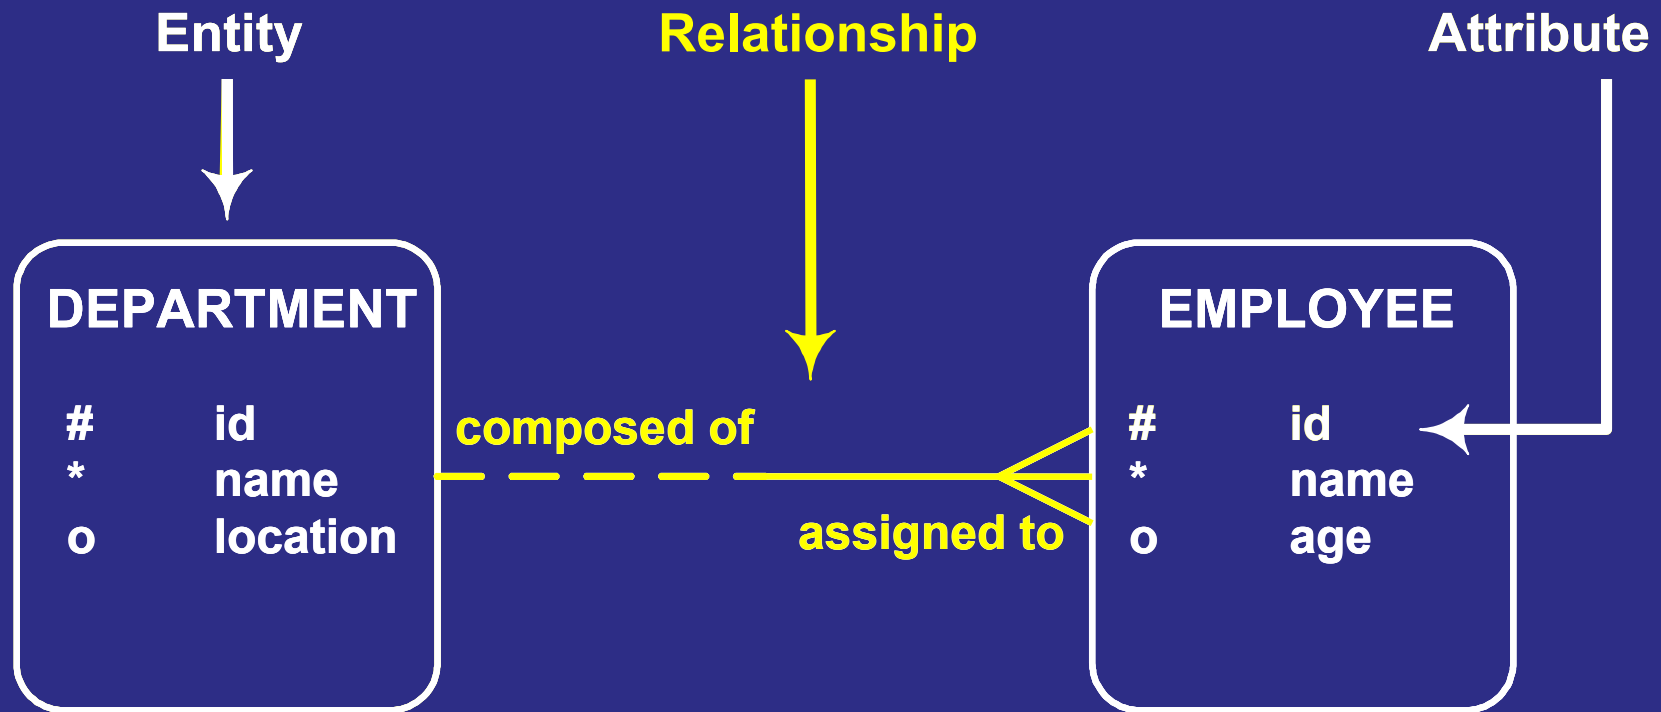 Entity
Relationship
Attribute
DEPARTMENT
# id
* name
o location
composed of
assigned to
EMPLOYEE
# id
* name
o age